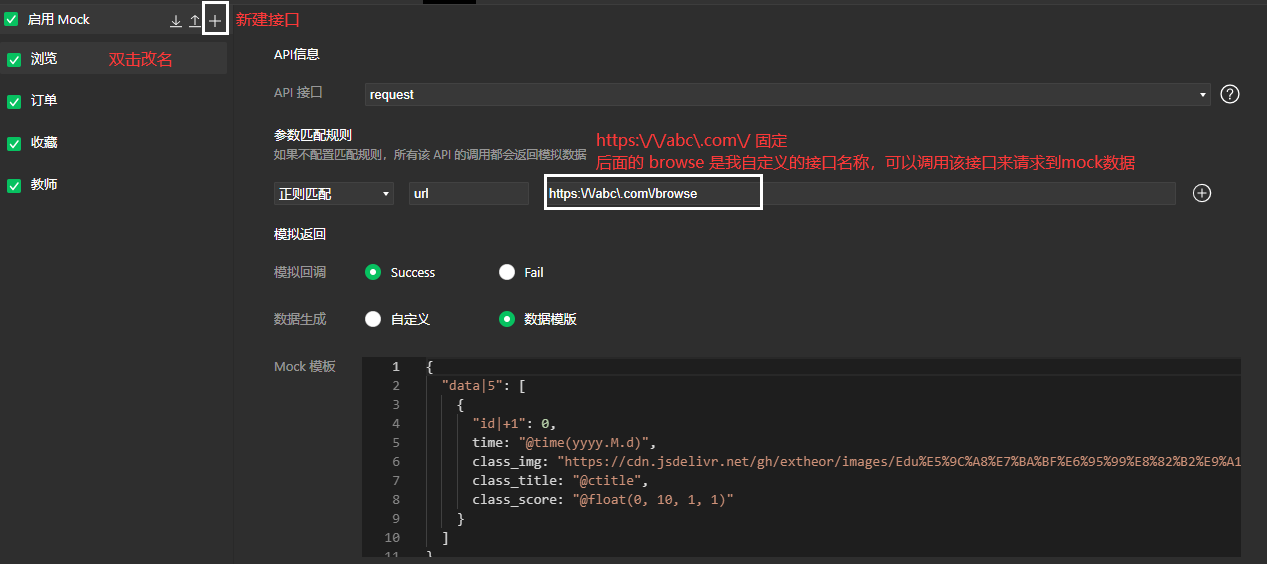 启用 Mock
新建接口
浏览
双击改名
订单
收藏
教师
API信息
API 接口
request
参数匹配规则
如果不配置匹配规则，所有该 API 的调用都会返回模拟数据
https:\/\/abc\.com\/ 固定
后面的 browse 是我自定义的接口名称，可以调用该接口来请求到mock数据
正则匹配
url
https:\/\/abc\.com\/browse
模拟返回
模拟回调
Success
Fail
数据生成
自定义
数据模版
Mock 模板
1 {
2 "data|5": [
3 {
4 "id|+1": 0,
5 time: "@time(yyyy.M.d)",
6 class_img: "https://cdn.jsdelivr.net/gh/extheor/images/Edu%E5%9C%A8%E7%BA%BF%E6%95%99%E8%82%B2%E9%A1
7 class_title: "@ctitle",
8 class_score: "@float(0, 10, 1, 1)"
9 }
10 ]
11 }